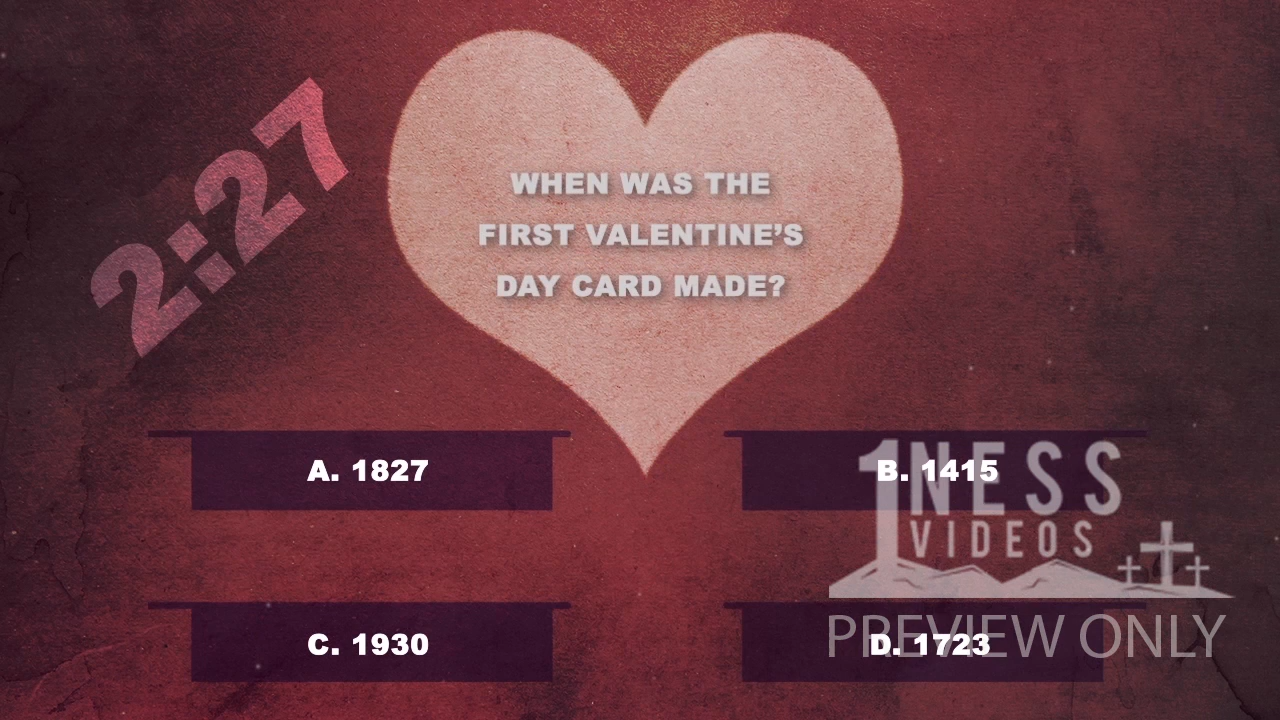 2:27
WHEN WAS THE
FIRST VALENTINE’S
DAY CARD MADE?
A. 1827
B. 1415
C. 1930
D. 1723
1NESS
VIDEOS
PREVIEW ONLY